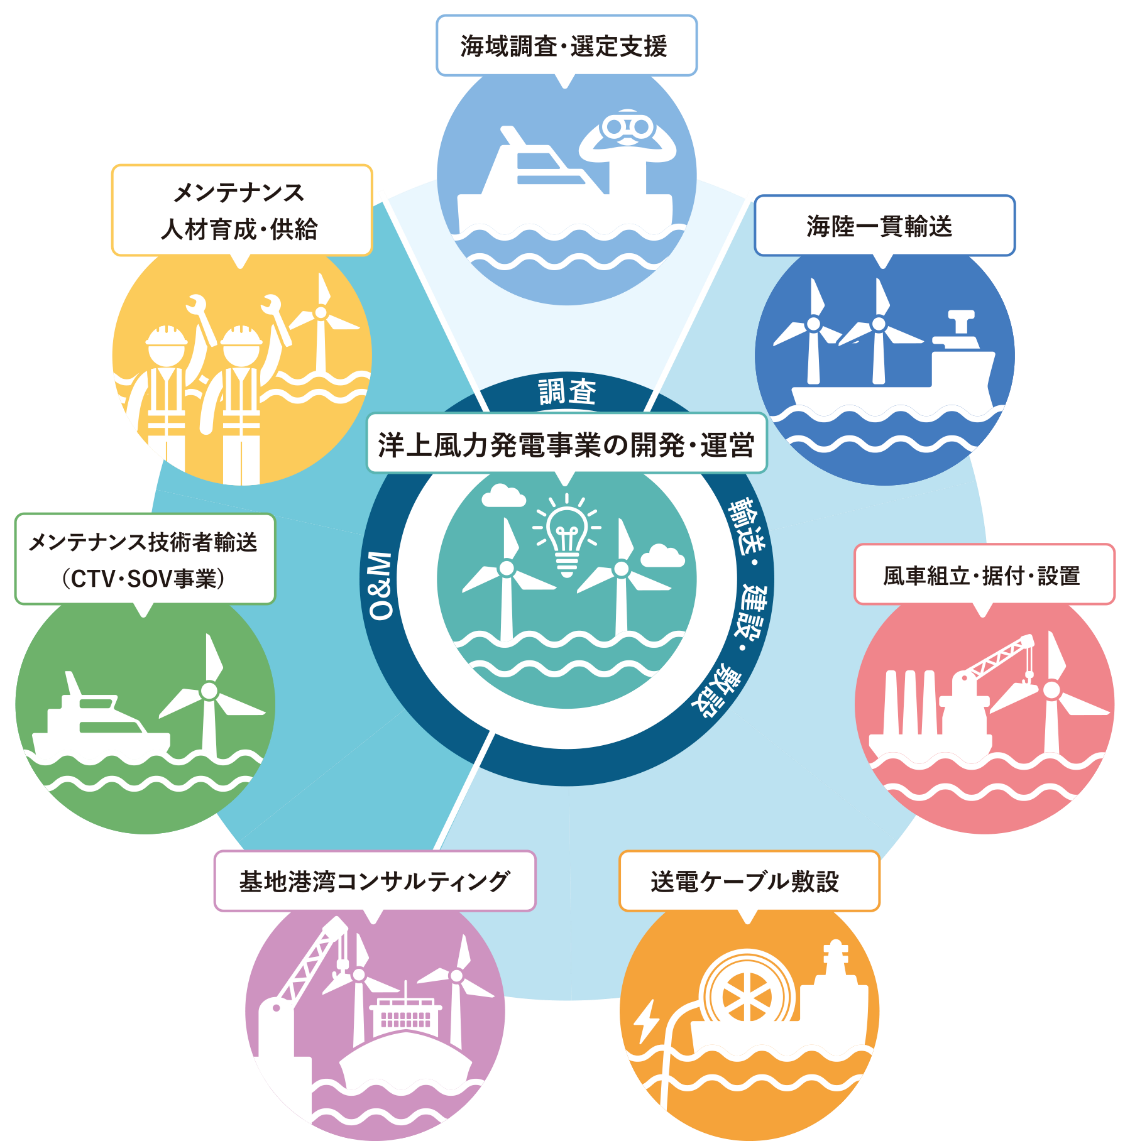 海域調査・選定支援
メンテナンス
人材育成・供給
海陸一貫輸送
調査
洋上風力発電事業の開発・運営
輸送・建設・敷設
O&M
メンテナンス技術者輸送
（CTV・SOV事業）
風車組立・据付・設置
基地港湾コンサルティング
送電ケーブル敷設